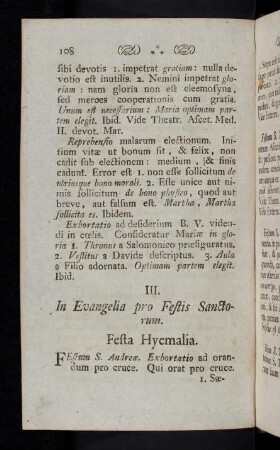 108
sibi devotis 1. impetrat gratiam: nulla de-
votio est inutilis. 2. Nemini impetrat glo-
riam: nam gloria non est eleemosyna,
sed merces cooperationis cum gratia.
Unum est necessarium: Maria optimam par-
tem elegit. Ibid. Vide Theatr. Ascet. Med.
II. devot. Mar.
Reprehensio malarum electionum. Ini-
tium vitæ ut bonum sit, & felix, non
cadit sub electionem: medium, & finis
cadunt. Error est 1. non esse sollicitum de
utriusque bono morali. 2. Esse unice aut ni-
mis sollicitum de bono physico, quod aut
breve, aut falsum est. Martha, Martha
sollicita es. Ibidem.
Exhortatio ad desiderium B. V. viden-
di in cœlis. Consideratur Mariæ in glo-
ria 1. Thronus a Salomonico præfiguratus.
2. Vestitus a Davide descriptus. 3. Aula
a Filio adornata. Optimam partem elegit.
Ibid.
III.
In Evangelia pro Festis Sancto-
rum.
Festa Hyemalia.
FEstum S. Andreæ. Exhortatio ad oran-
dum pro cruce. Qui orat pro cruce.
1. Sæ-